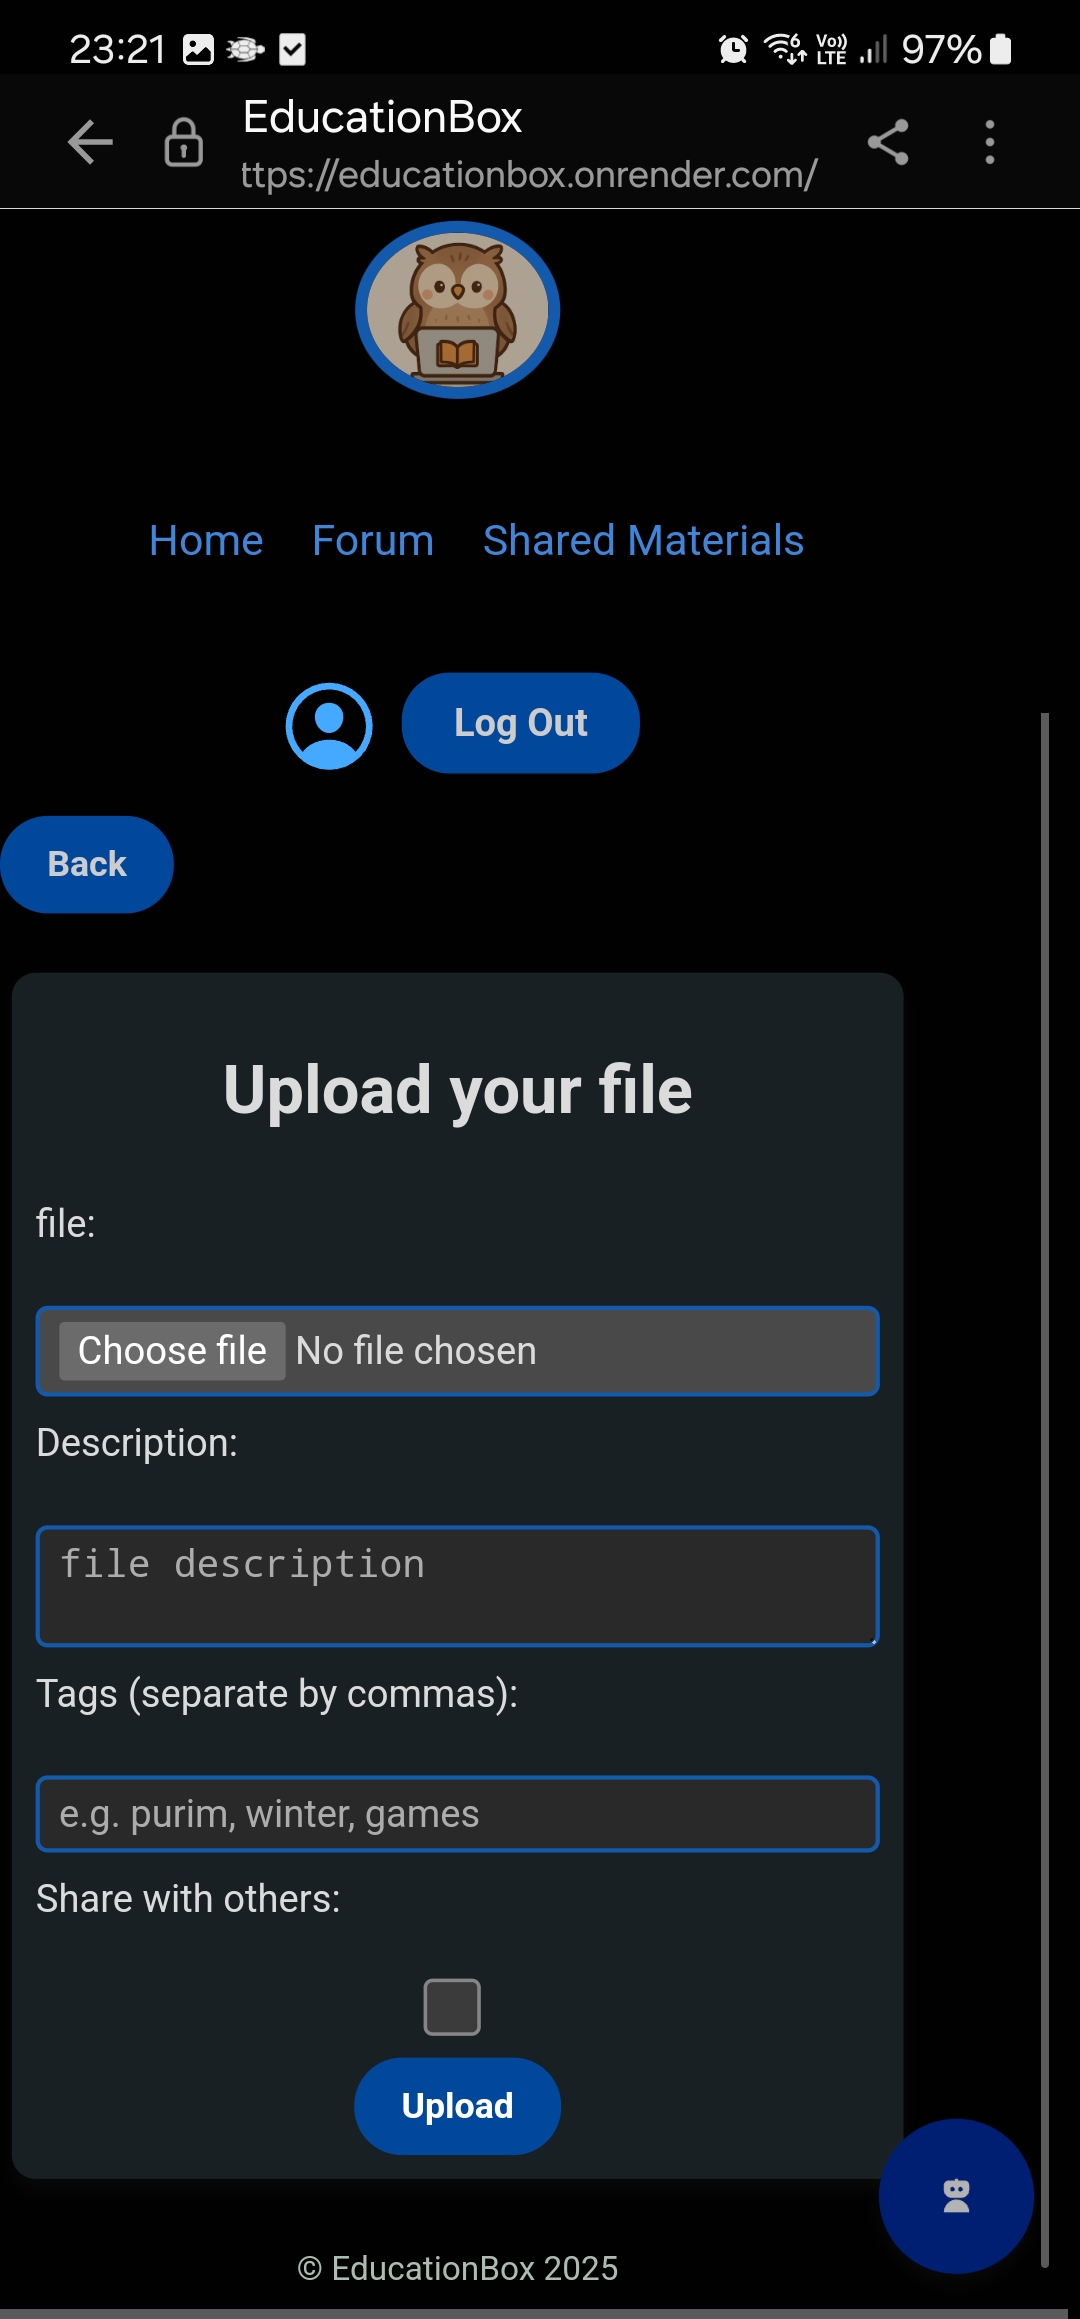 23:21
Vo)) LTE 97%
EducationBox
ttps://educationbox.onrender.com/
Home Forum Shared Materials
Log Out
Back
Upload your file
file:
Choose file No file chosen
Description:
file description
Tags (separate by commas):
e.g. purim, winter, games
Share with others:
Upload
© EducationBox 2025